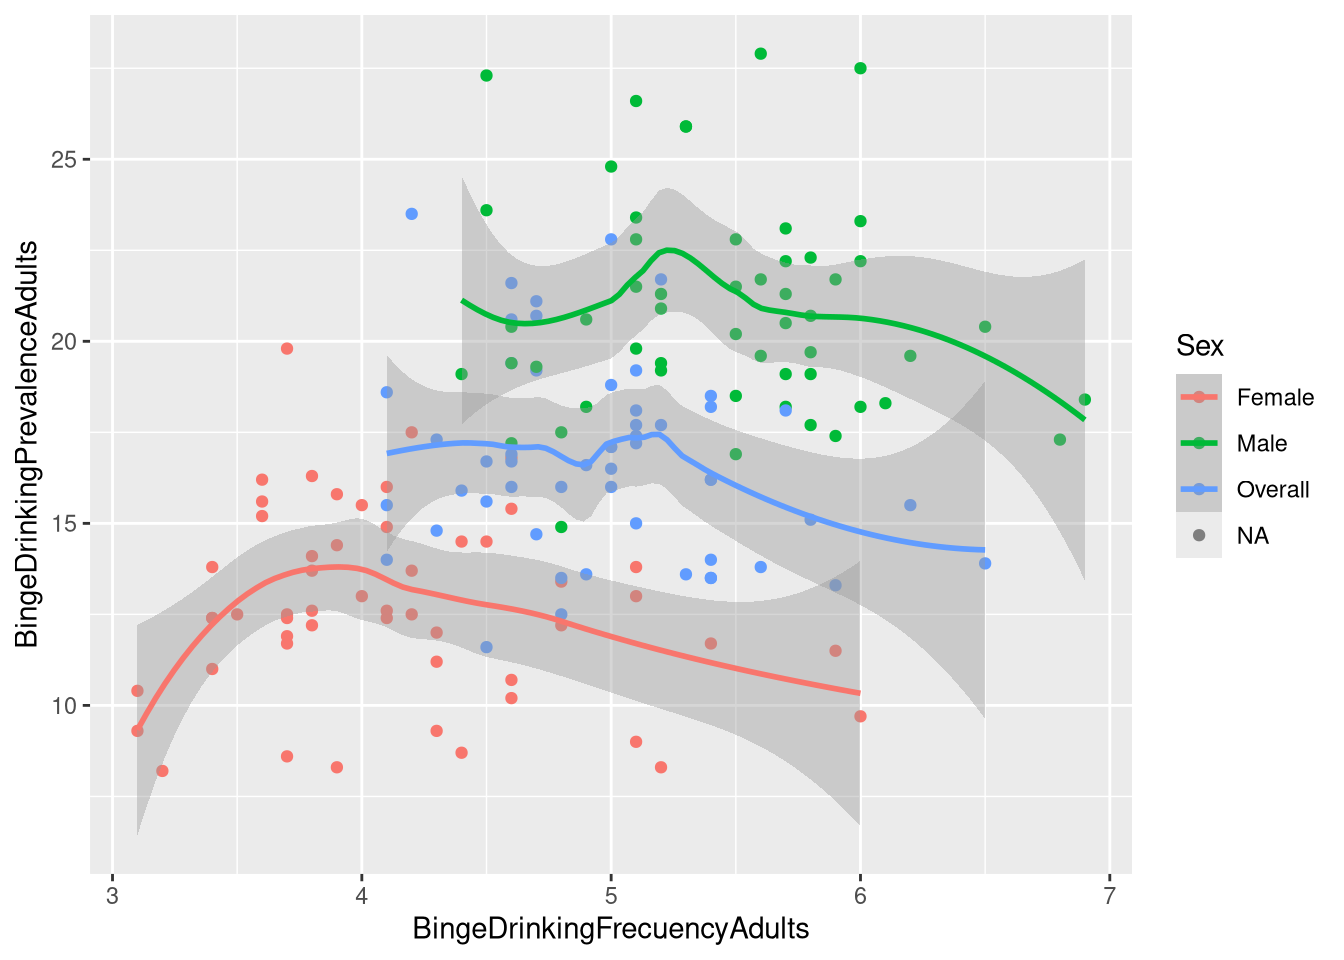 BingeDrinkingPrevalenceAdults
25
20
15
10
3 4 5 6 7
BingeDrinkingFrecuencyAdults
Sex
Female
Male
Overall
NA